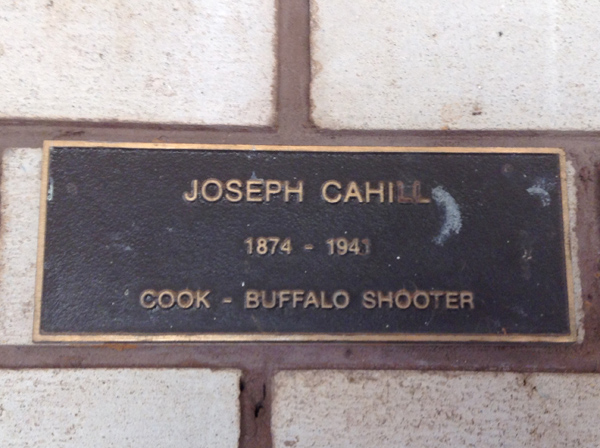 JOSEPH CAHILL
1874 - 1941
COOK - BUFFALO SHOOTER